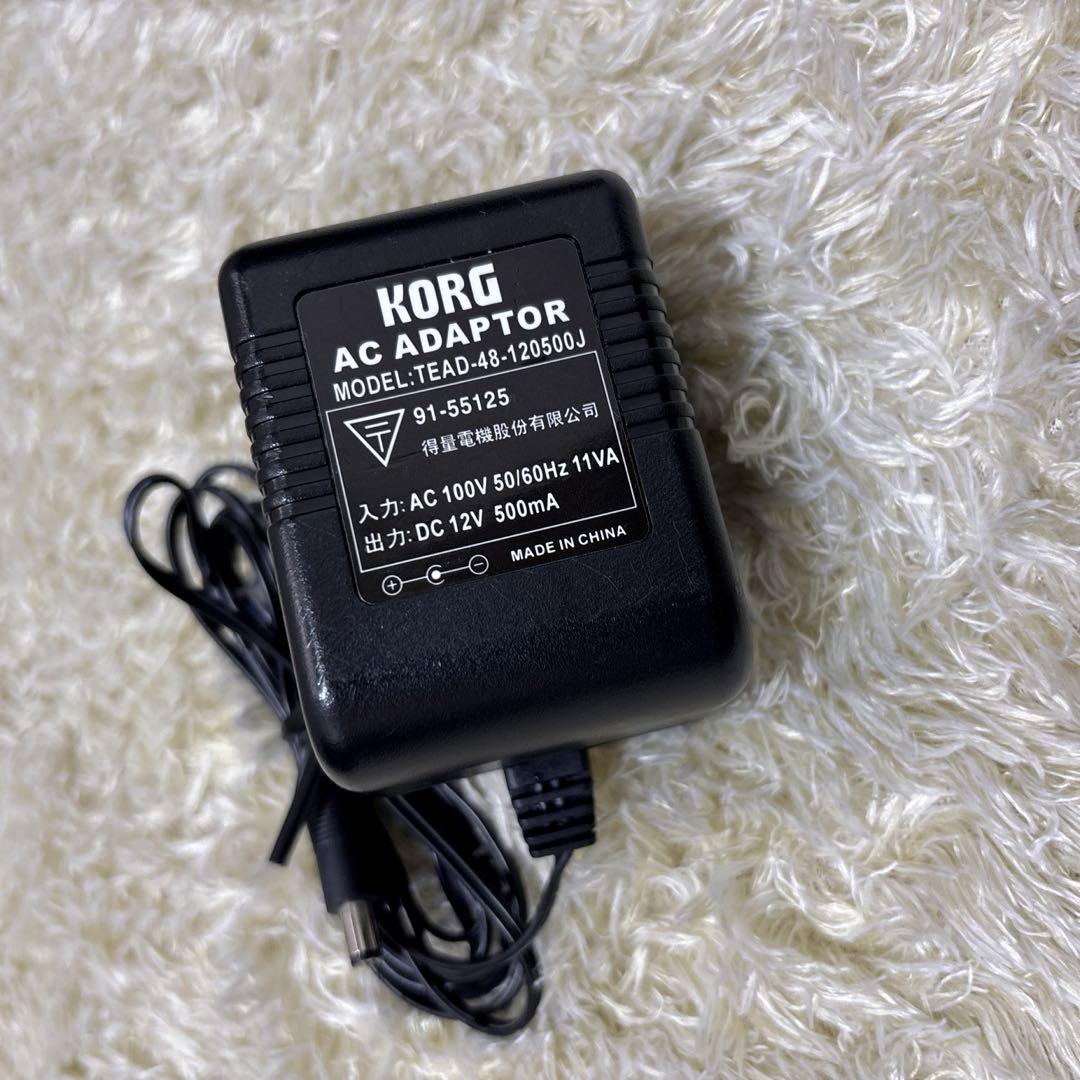 KORG
AC ADAPTOR
MODEL:TEAD-48-120500J
91-55125
得量電機股份有限公司
入力: AC 100V 50/60Hz 11VA
出力: DC 12V 500mA
MADE IN CHINA